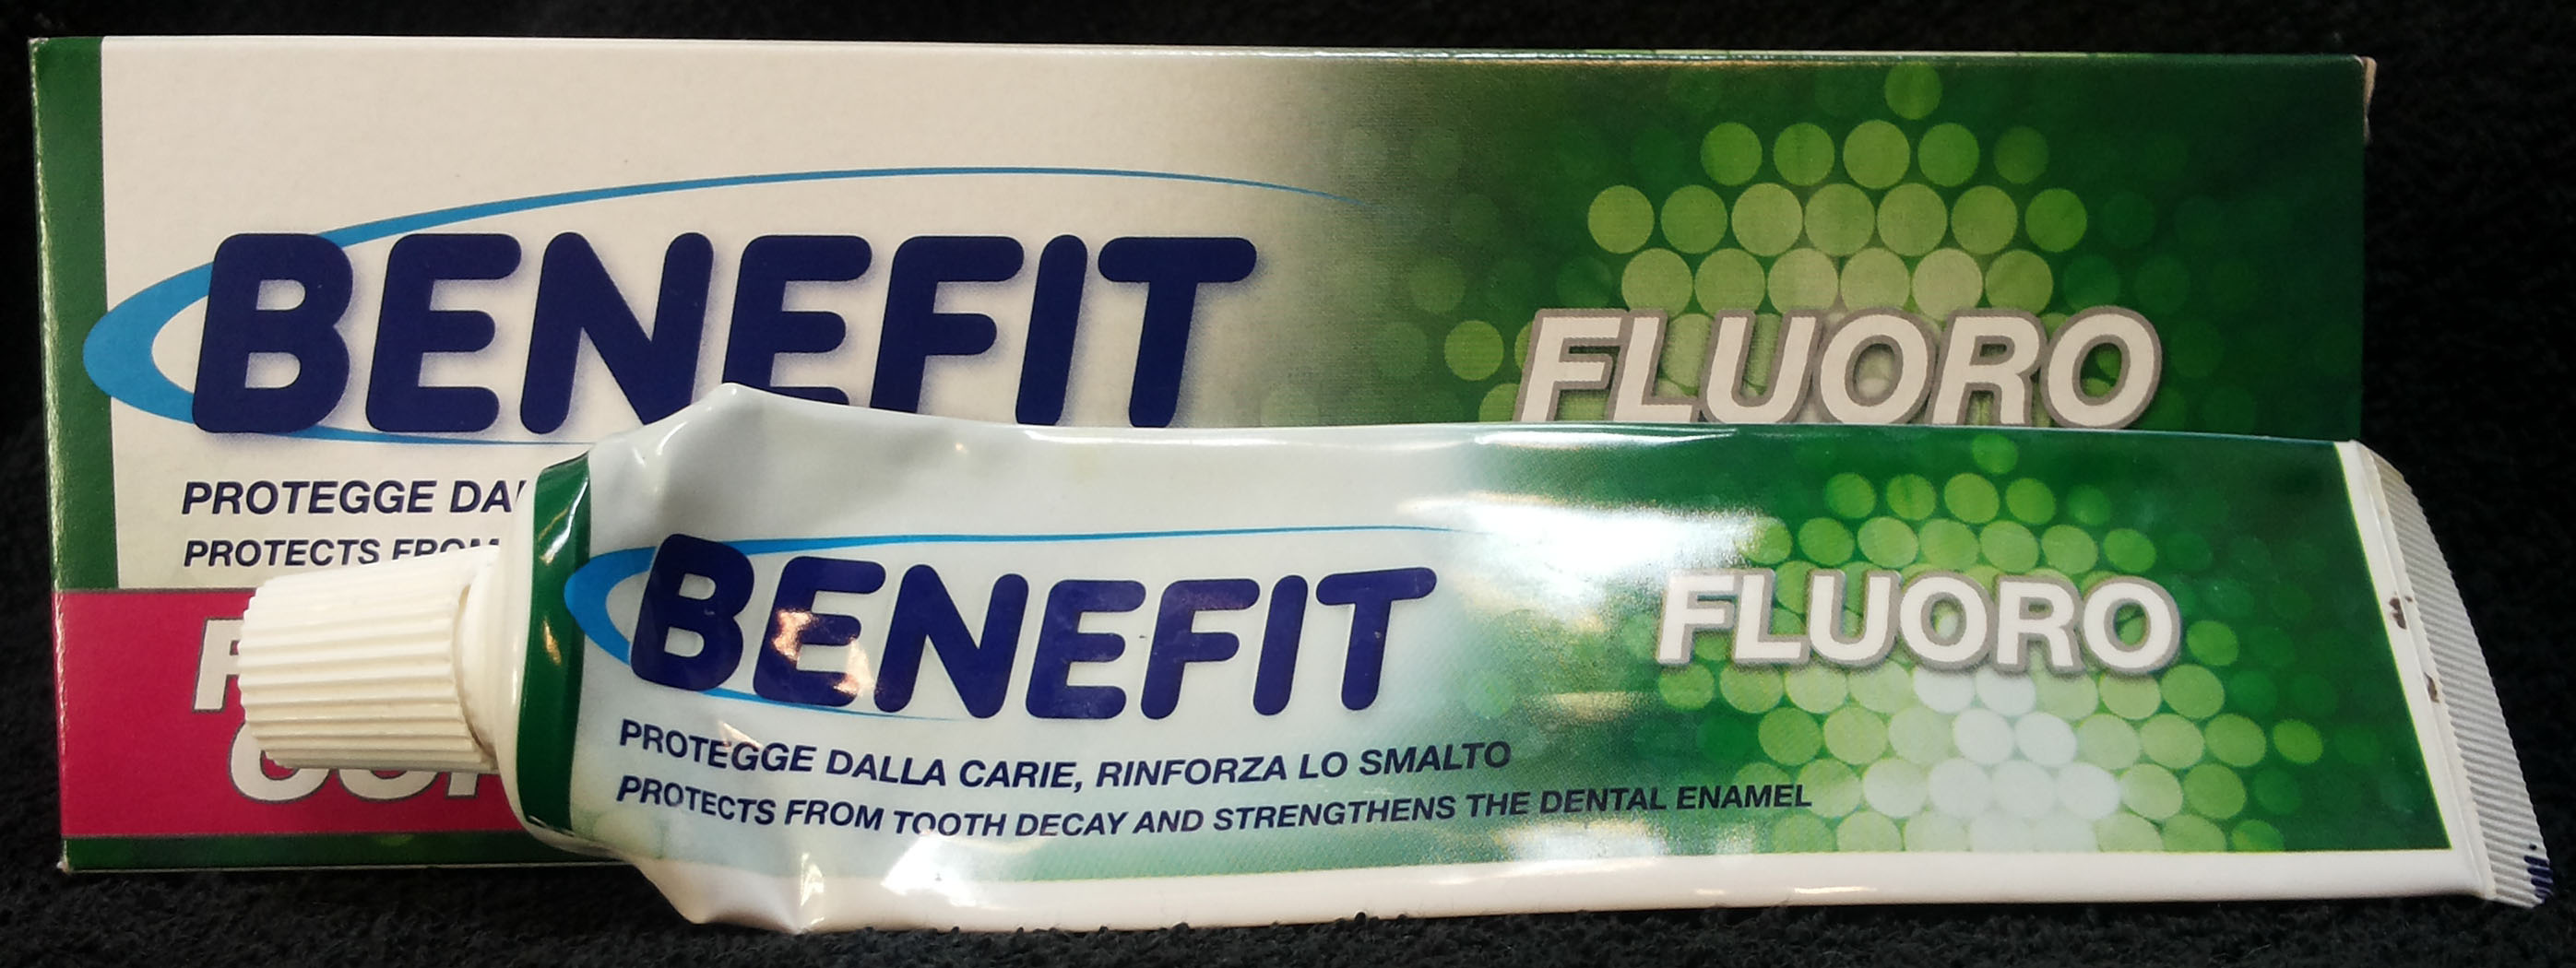 BENEFIT
FLUORO
PROTEGGE
PROTECTS FROM
BENEFIT
FLUORO
PROTEGGE DALLA CARIE, RINFORZA LO SMALTO
PROTECTS FROM TOOTH DECAY AND STRENGTHENS THE DENTAL ENAMEL